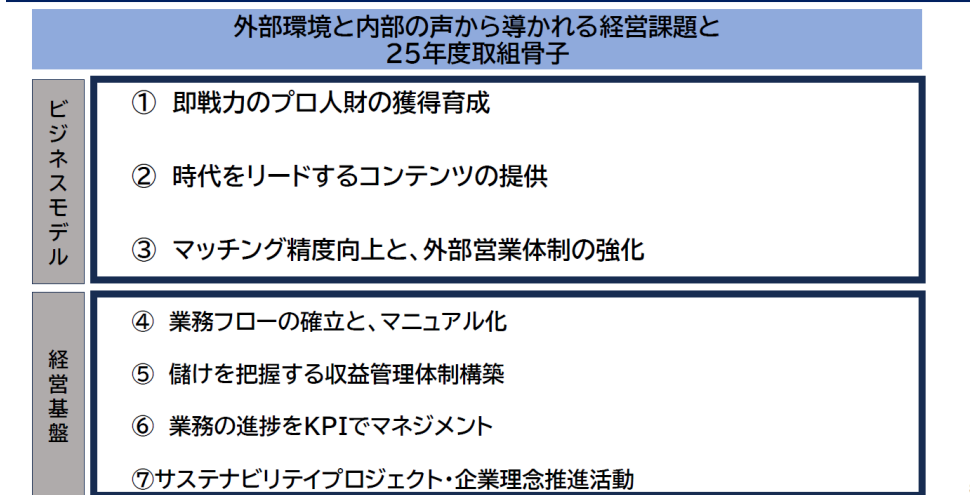 外部環境と内部の声から導かれる経営課題と
25年度取組骨子
ビジネスモデル
① 即戦力のプロ人財の獲得育成
② 時代をリードするコンテンツの提供
③ マッチング精度向上と、外部営業体制の強化
経営基盤
④ 業務フローの確立と、マニュアル化
⑤ 儲けを把握する収益管理体制構築
⑥ 業務の進捗をKPIでマネジメント
⑦サステナビリテイプロジェクト・企業理念推進活動